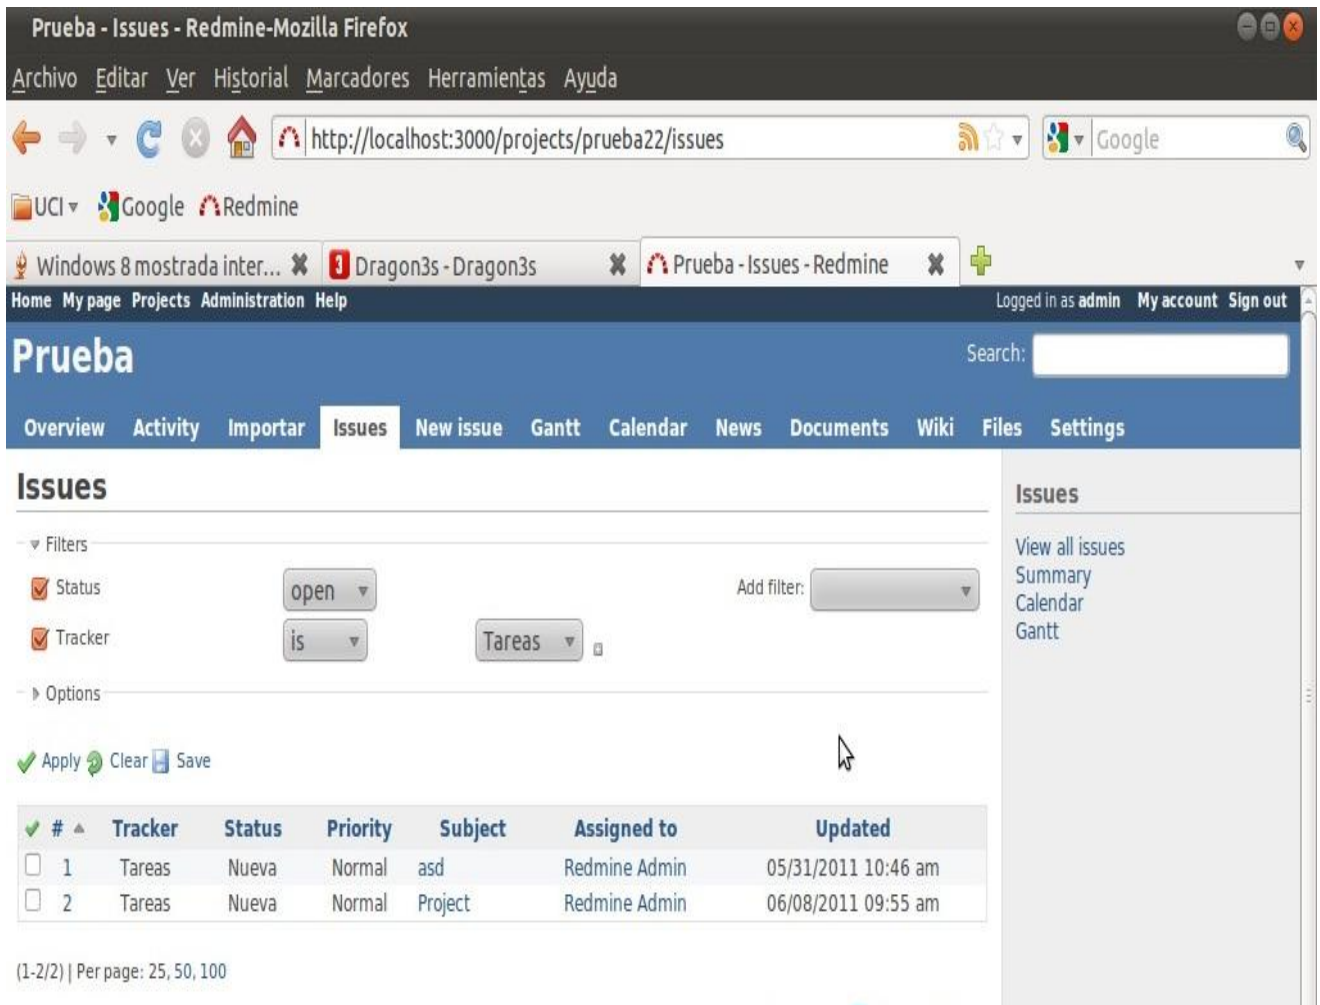 Prueba - Issues - Redmine-Mozilla Firefox
Archivo Editar Ver Historial Marcadores Herramientas Ayuda
http://localhost:3000/projects/prueba22/issues Google
UCI Google Redmine
Windows 8 mostrada inter... 3 Dragon3s - Dragon3s Prueba - Issues - Redmine
Home My page Projects Administration Help Logged in as admin My account Sign out
Prueba Search:
Overview Activity Importar Issues New issue Gantt Calendar News Documents Wiki Files Settings
Issues
Filters
Status open Add filter:
Tracker is Tareas
Options
Apply Clear Save
# Tracker Status Priority Subject Assigned to Updated
1 Tareas Nueva Normal asd Redmine Admin 05/31/2011 10:46 am
2 Tareas Nueva Normal Project Redmine Admin 06/08/2011 09:55 am
(1-2/2) | Per page: 25, 50, 100
Issues
View all issues
Summary
Calendar
Gantt